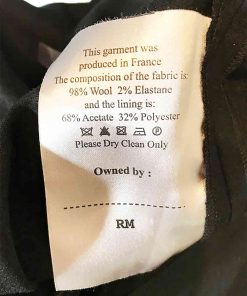 This garment was
produced in France
The composition of the fabric is:
98% Wool 2% Elastane
and the lining is:
68% Acetate 32% Polyester
Please Dry Clean Only
Owned by :
RM